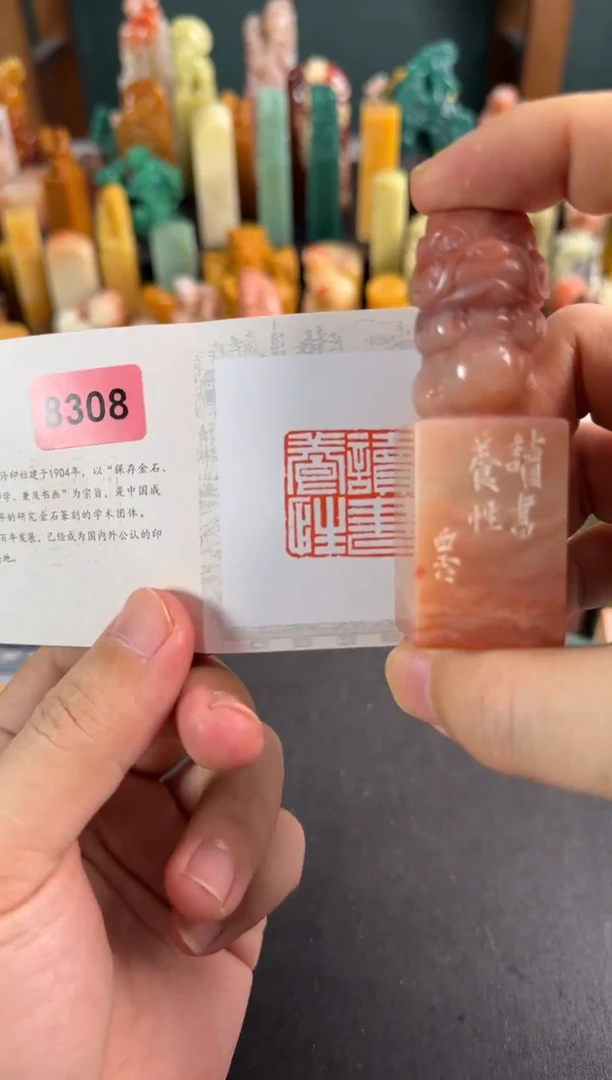 8308
泠印社建于1904年，以“保存金石、
学、兼及书画”为宗旨，是中国成
的研究金石篆刻的学术团体。
百年发展，已经成为国内外公认的印
地。
讀書
養性
讀書
養性